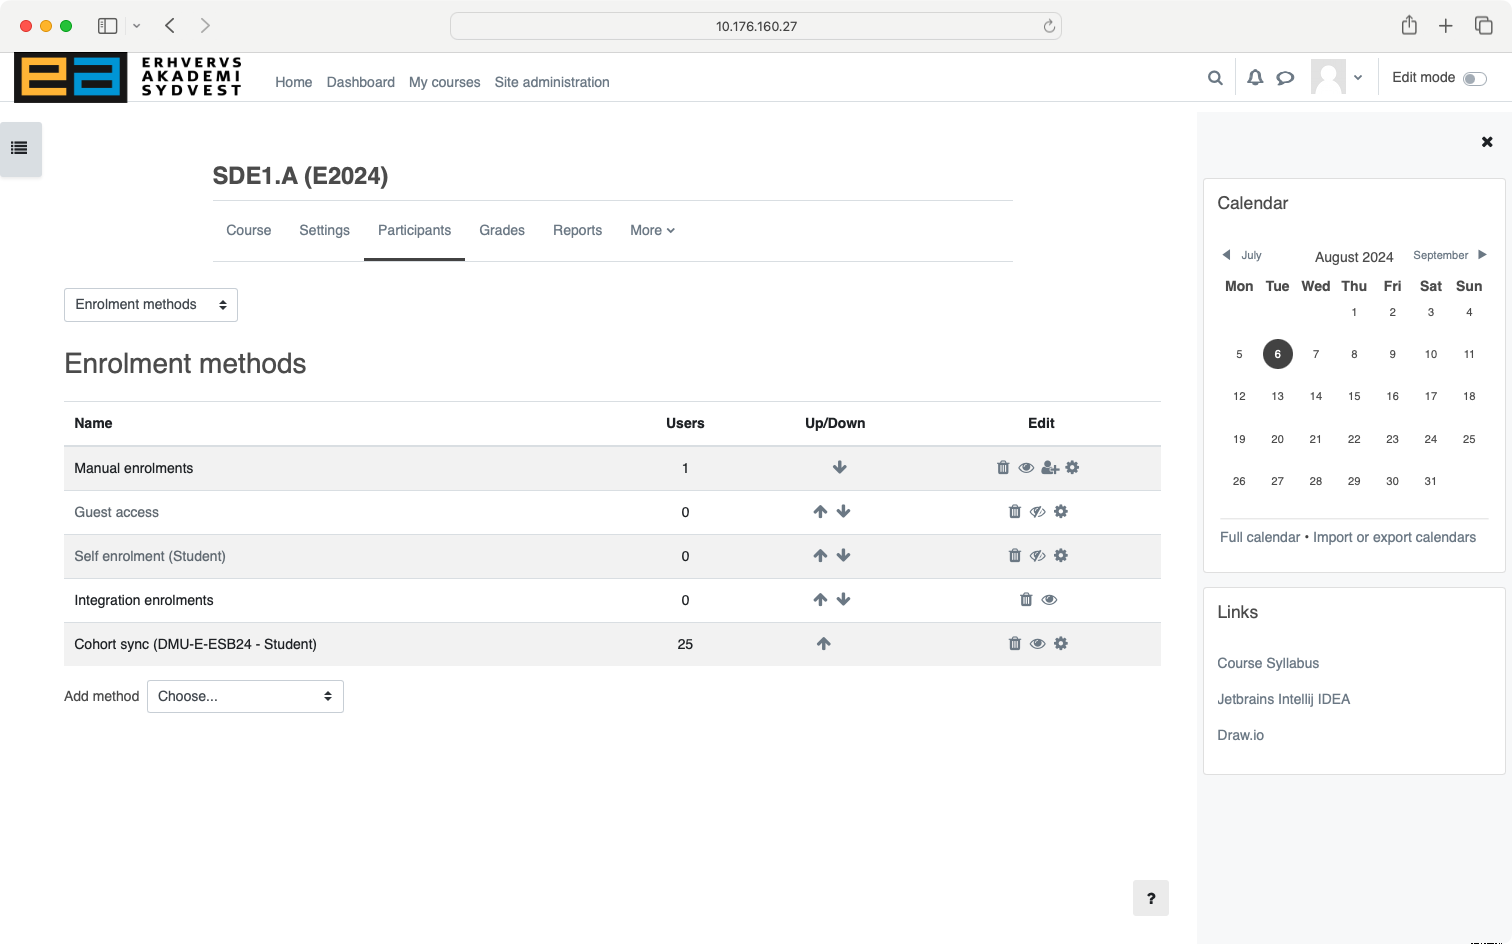 10.176.160.27
ERHVERVS
AKADEMI
SYDVEST
Home Dashboard My courses Site administration
Edit mode
SDE1.A (E2024)
Course Settings Participants Grades Reports More
Enrolment methods
Enrolment methods
Name Users Up/Down Edit
Manual enrolments 1
Guest access 0
Self enrolment (Student) 0
Integration enrolments 0
Cohort sync (DMU-E-ESB24 - Student) 25
Add method Choose...
?
Calendar
July August 2024 September
Mon Tue Wed Thu Fri Sat Sun
1 2 3 4
5 6 7 8 9 10 11
12 13 14 15 16 17 18
19 20 21 22 23 24 25
26 27 28 29 30 31
Full calendar • Import or export calendars
Links
Course Syllabus
Jetbrains Intellij IDEA
Draw.io